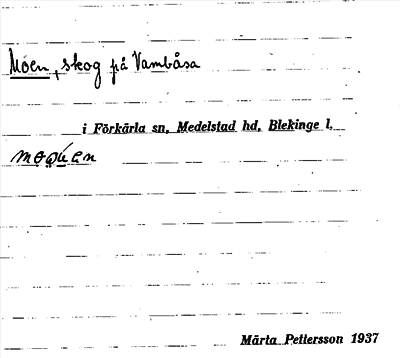 Moen, skog på Vambåsa
i Förkärla sn, Medelstad hd, Blekinge l.
Märta Pettersson 1937